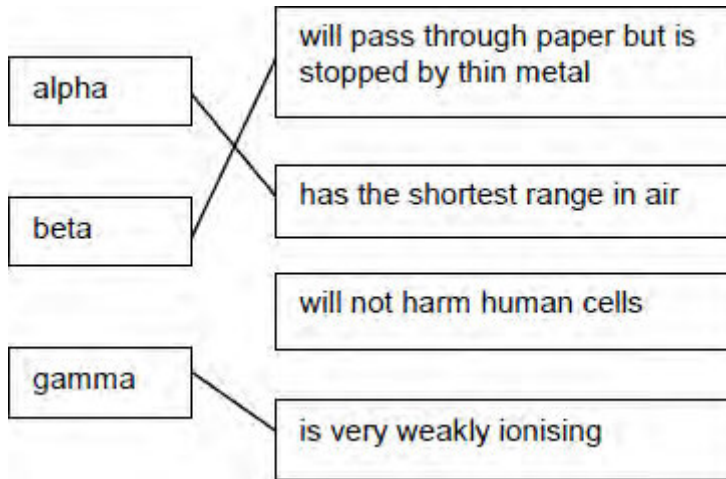 alpha
beta
gamma
will pass through paper but is
stopped by thin metal
has the shortest range in air
will not harm human cells
is very weakly ionising